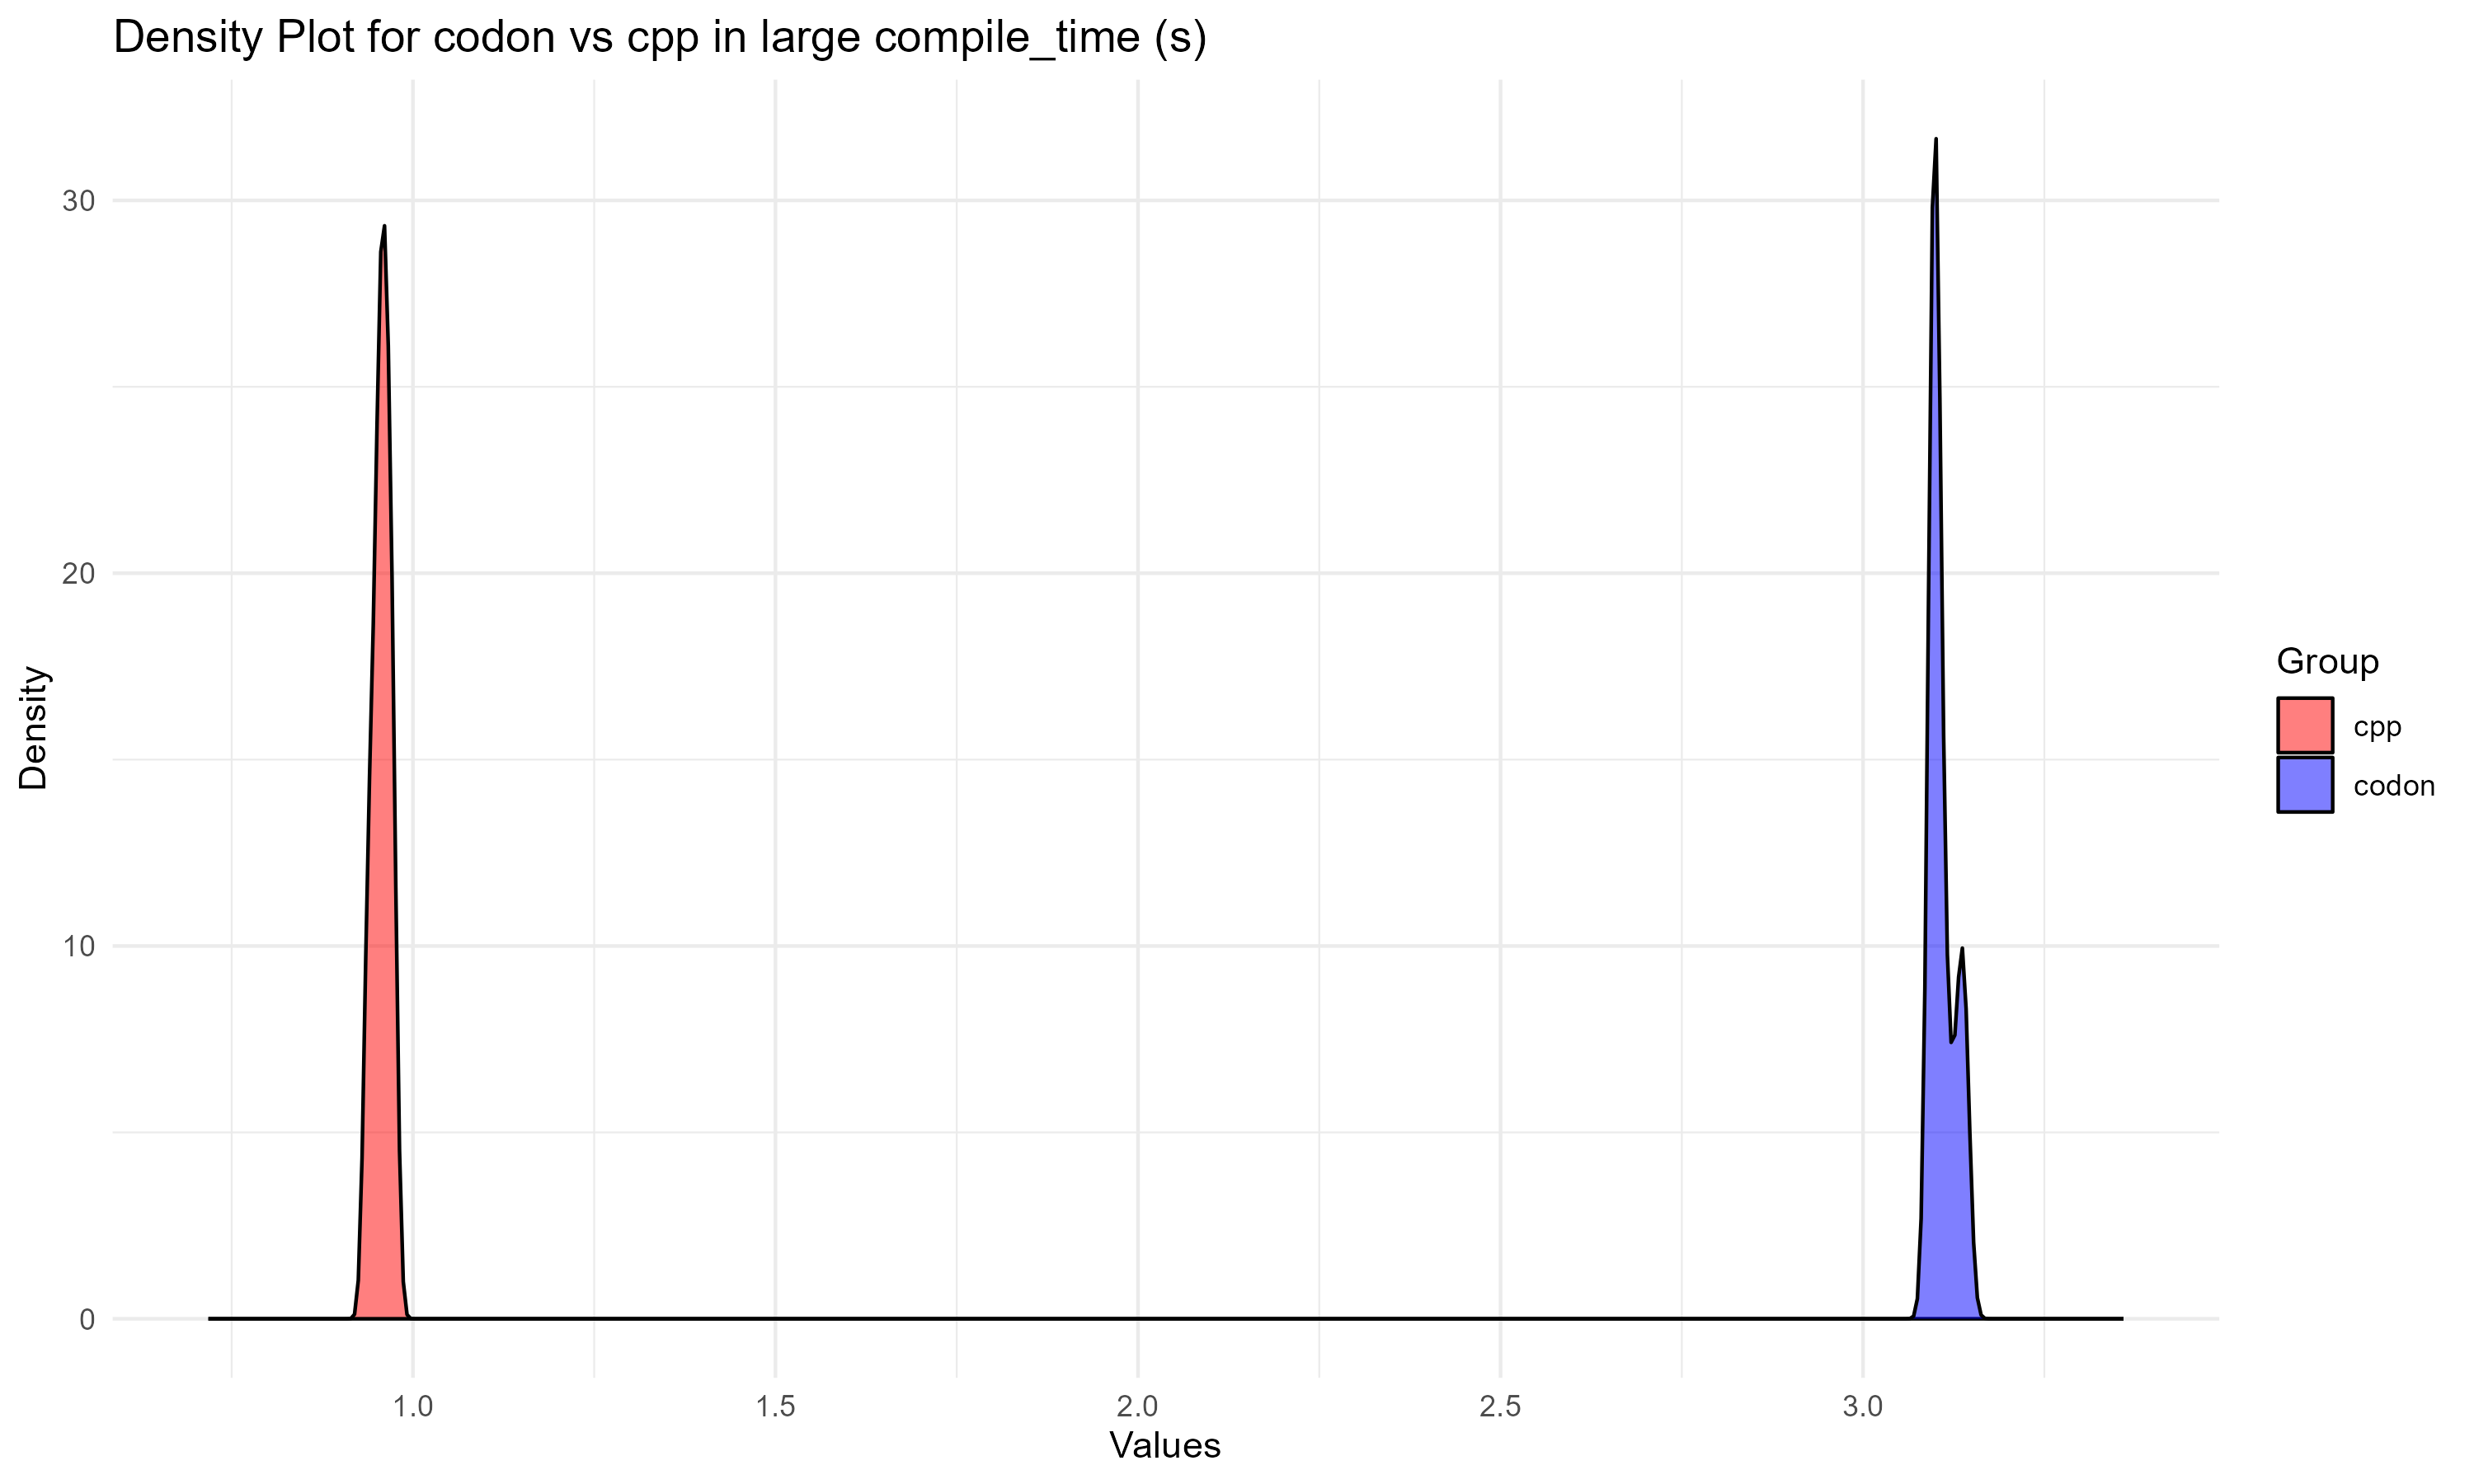 Density Plot for codon vs cpp in large compile_time (s)
30
20
10
0
Density
1.0
1.5
2.0
2.5
3.0
Values
Group
cpp
codon